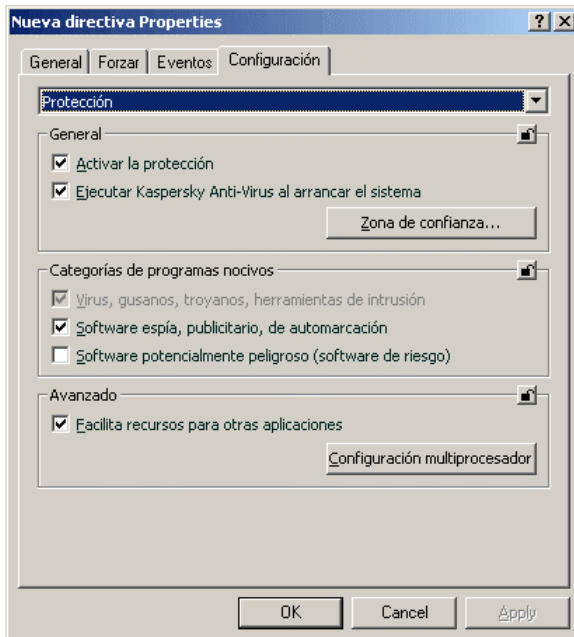 Nueva directiva Properties
General Forzar Eventos Configuración
Protección
General
Activar la protección
Ejecutar Kaspersky Anti-Virus al arrancar el sistema
Zona de confianza...
Categorías de programas nocivos
Virus, gusanos, troyanos, herramientas de intrusión
Software espía, publicitario, de automarcación
Software potencialmente peligroso (software de riesgo)
Avanzado
Facilita recursos para otras aplicaciones
Configuración multiprocesador
OK Cancel Apply